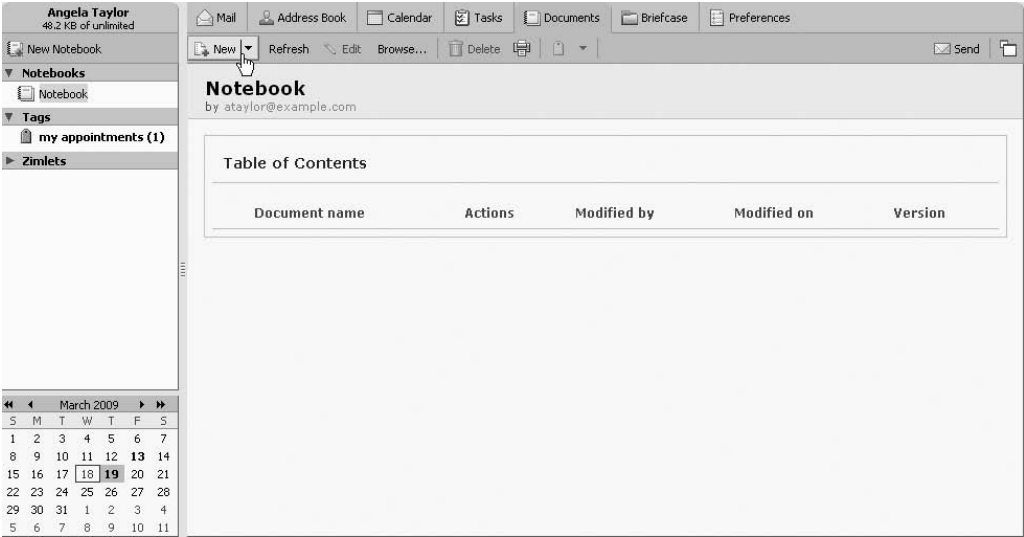 Angela Taylor
48.2 KB of unlimited
Mail Address Book Calendar Tasks Documents Briefcase Preferences
New Notebook
New Refresh Edit Browse... Delete Send
Notebooks
Notebook
Tags
my appointments (1)
Zimlets
Notebook
by ataylor@example.com
Table of Contents
Document name Actions Modified by Modified on Version
March 2009
S M T W T F S
1 2 3 4 5 6 7
8 9 10 11 12 13 14
15 16 17 18 19 20 21
22 23 24 25 26 27 28
29 30 31 1 2 3 4
5 6 7 8 9 10 11